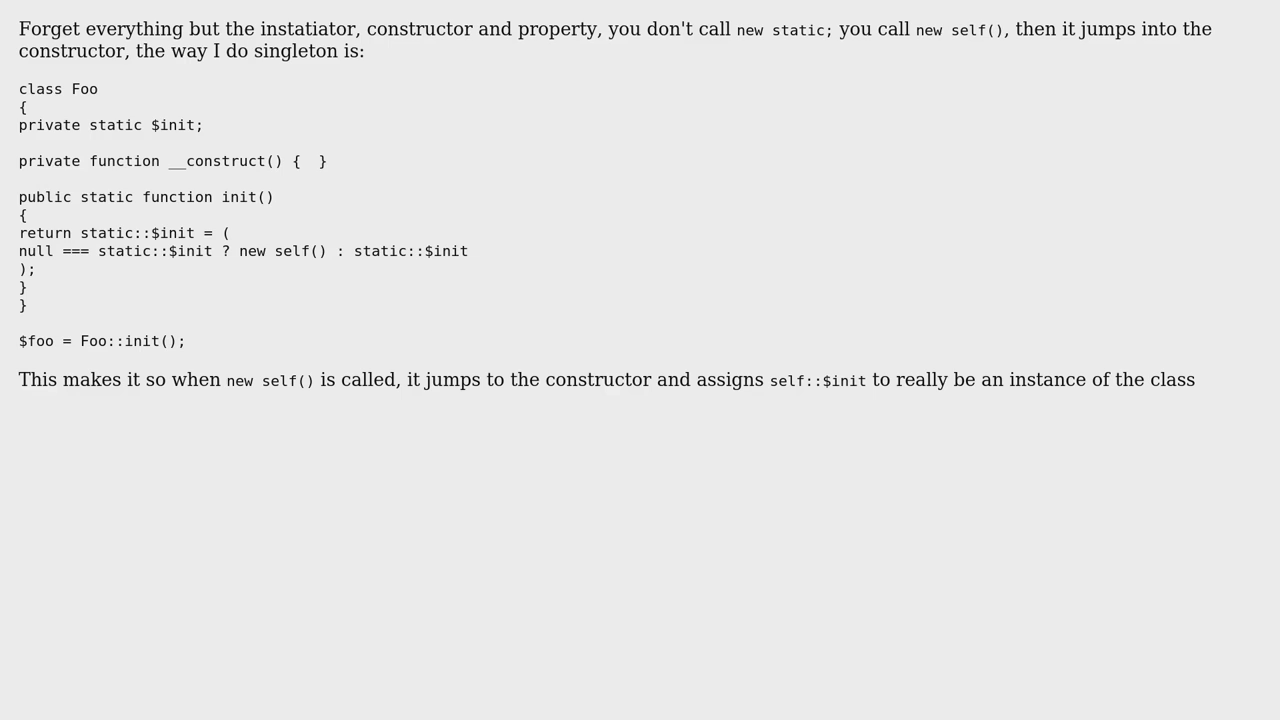 Forget everything but the instatiator, constructor and property, you don't call new static; you call new self(), then it jumps into the
constructor, the way I do singleton is:
class Foo
{
private static $init;
private function __construct() {  }
public static function init()
{
return static::$init = (
null === static::$init ? new self() : static::$init
);
}
}
$foo = Foo::init();
This makes it so when new self() is called, it jumps to the constructor and assigns self::$init to really be an instance of the class